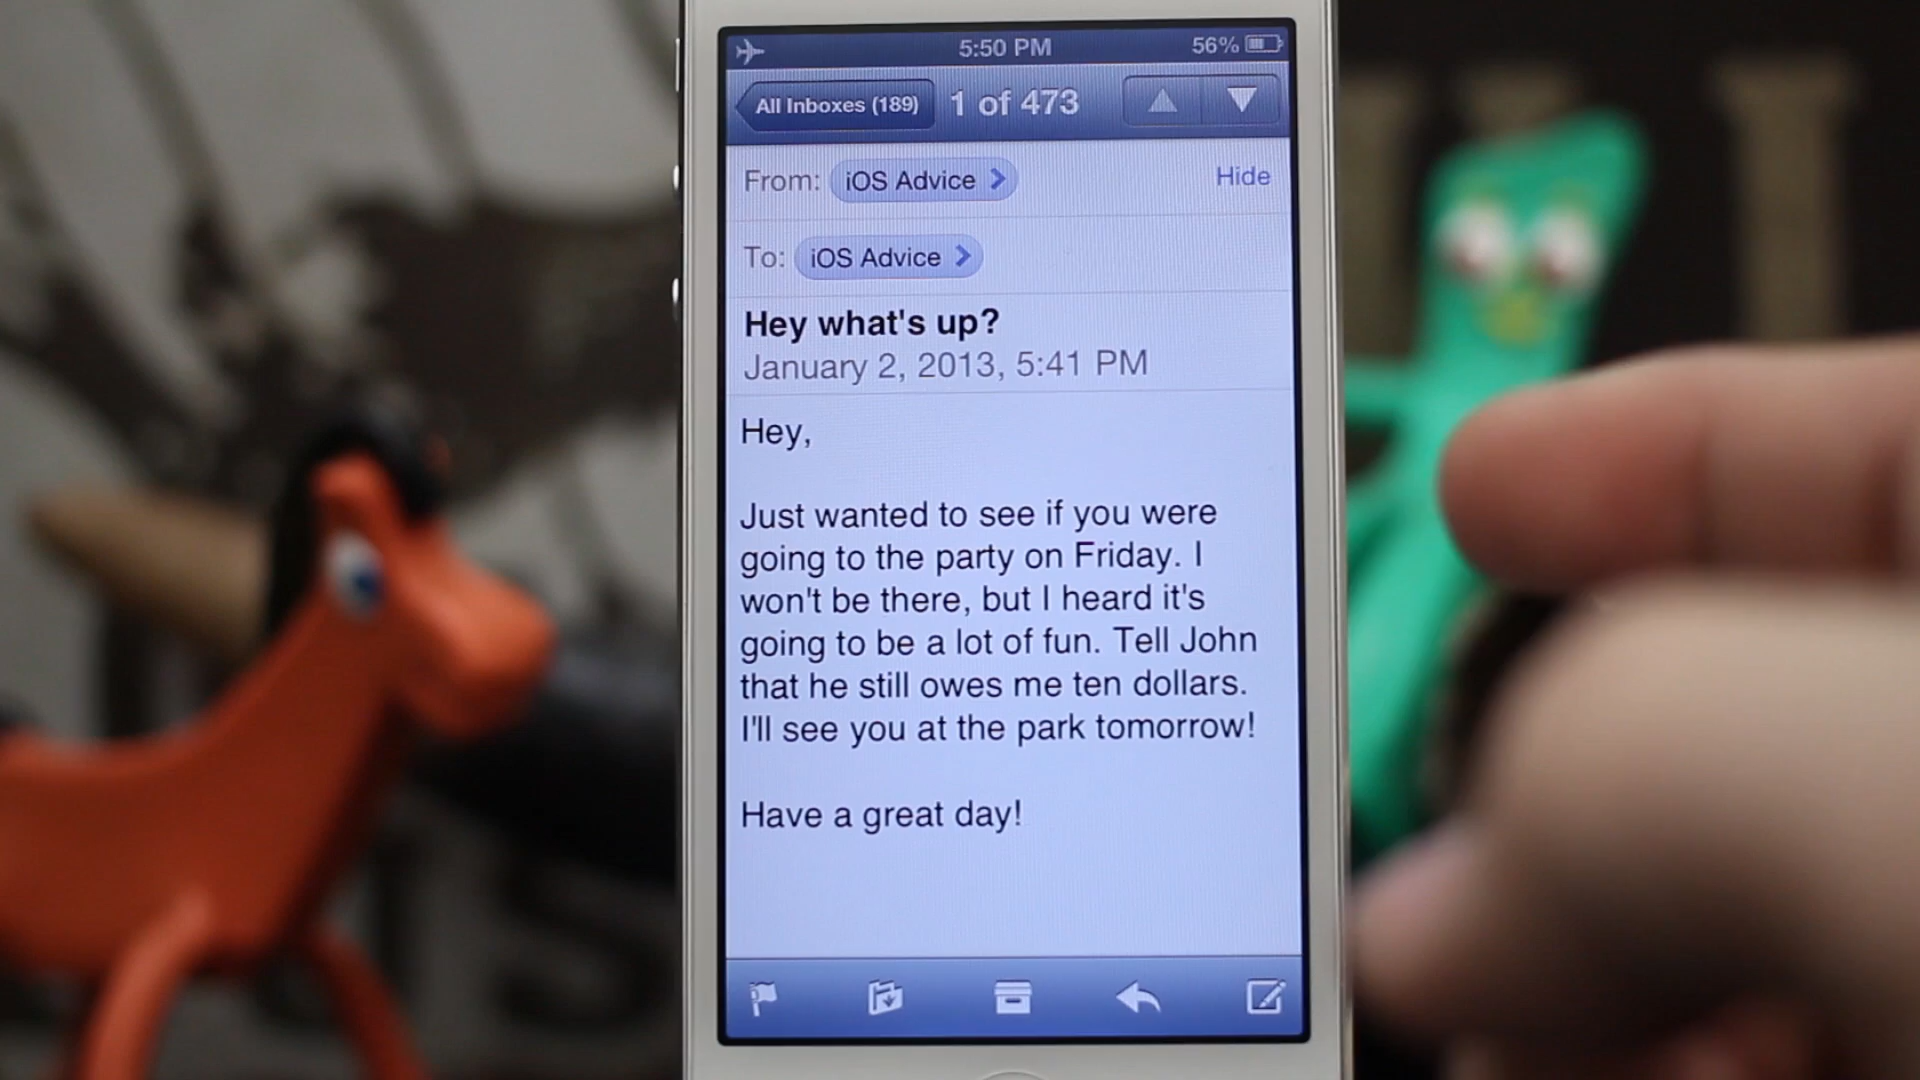 5:50 PM 56%
All Inboxes (189) 1 of 473
From: iOS Advice Hide
To: iOS Advice
Hey what's up?
January 2, 2013, 5:41 PM
Hey,
Just wanted to see if you were
going to the party on Friday. I
won't be there, but I heard it's
going to be a lot of fun. Tell John
that he still owes me ten dollars.
I'll see you at the park tomorrow!
Have a great day!